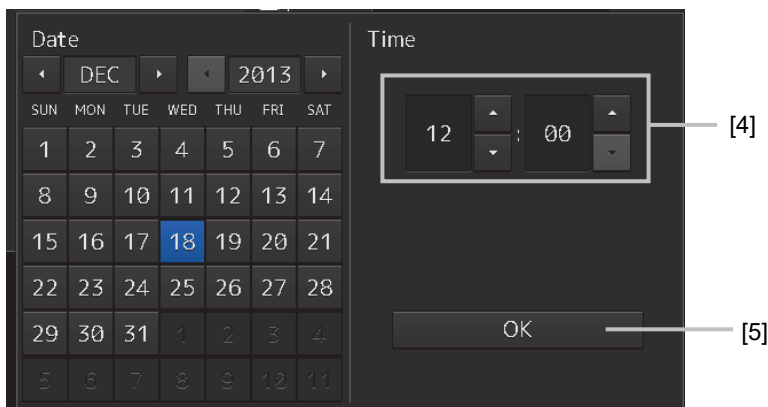 Date
DEC 2013
SUN MON TUE WED THU FRI SAT
1 2 3 4 5 6 7
8 9 10 11 12 13 14
15 16 17 18 19 20 21
22 23 24 25 26 27 28
29 30 31 1 2 3 4
5 6 7 8 9 10 11
Time
12 : 00
[4]
OK
[5]